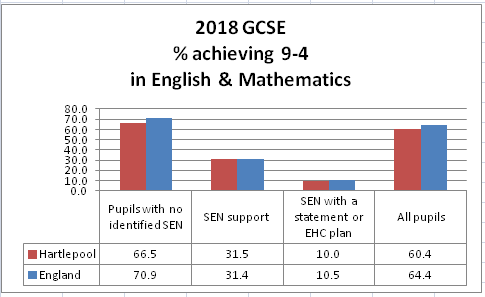 2018 GCSE
% achieving 9-4
in English & Mathematics
80.0
70.0
60.0
50.0
40.0
30.0
20.0
10.0
0.0
Pupils with no
identified SEN
SEN support
SEN with a
statement or
EHC plan
All pupils
Hartlepool 66.5 31.5 10.0 60.4
England 70.9 31.4 10.5 64.4